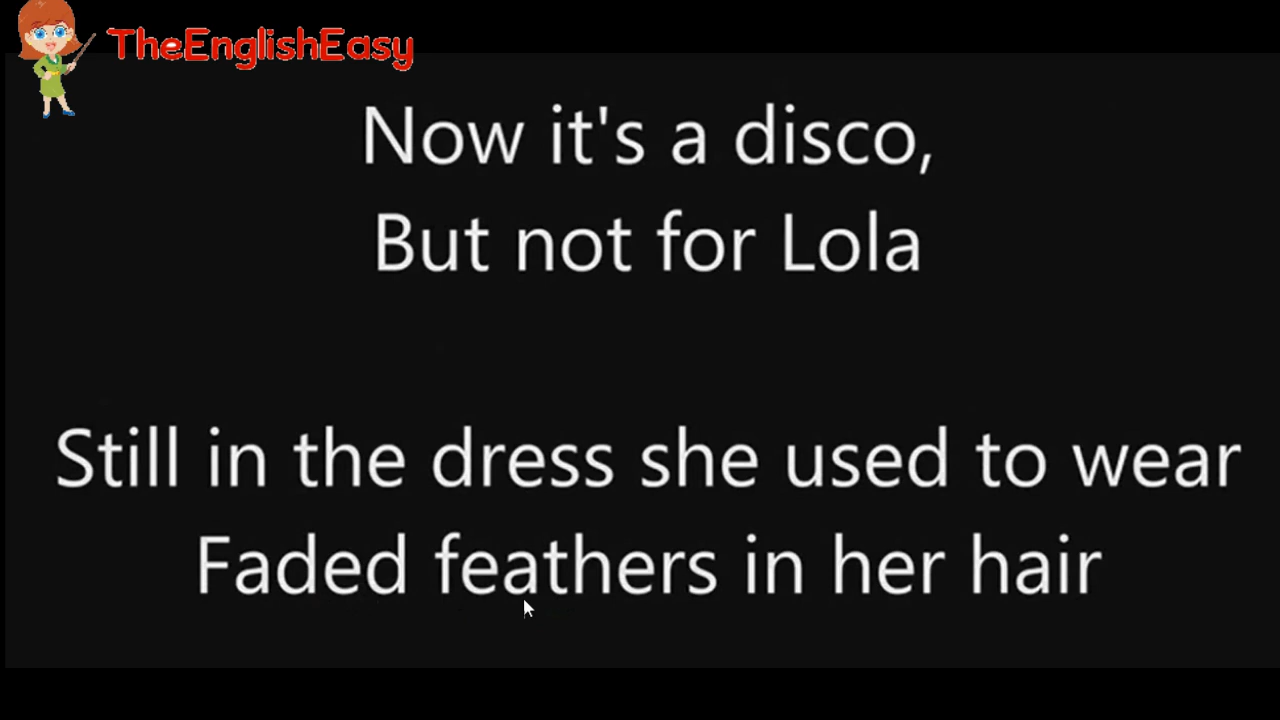 TheEnglishEasy
Now it's a disco,
But not for Lola
Still in the dress she used to wear
Faded feathers in her hair